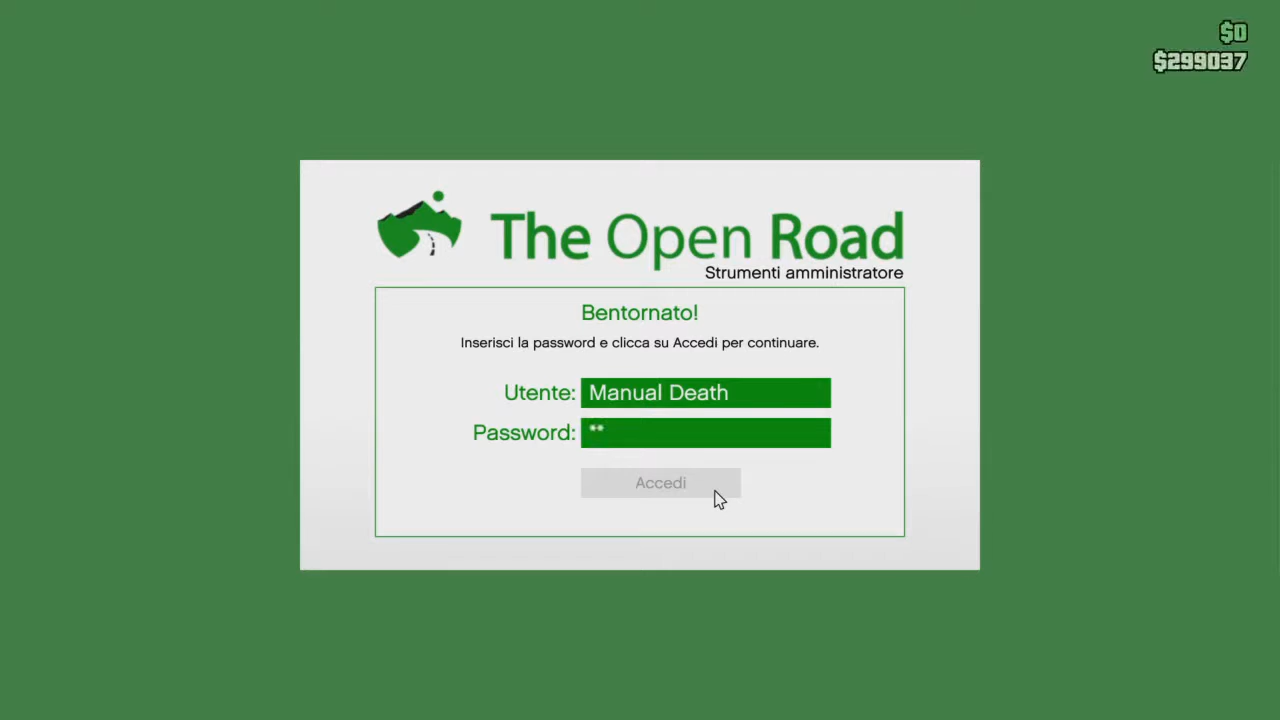 $0
$299037
The Open Road
Strumenti amministratore
Bentornato!
Inserisci la password e clicca su Accedi per continuare.
Utente: Manual Death
Password: **
Accedi